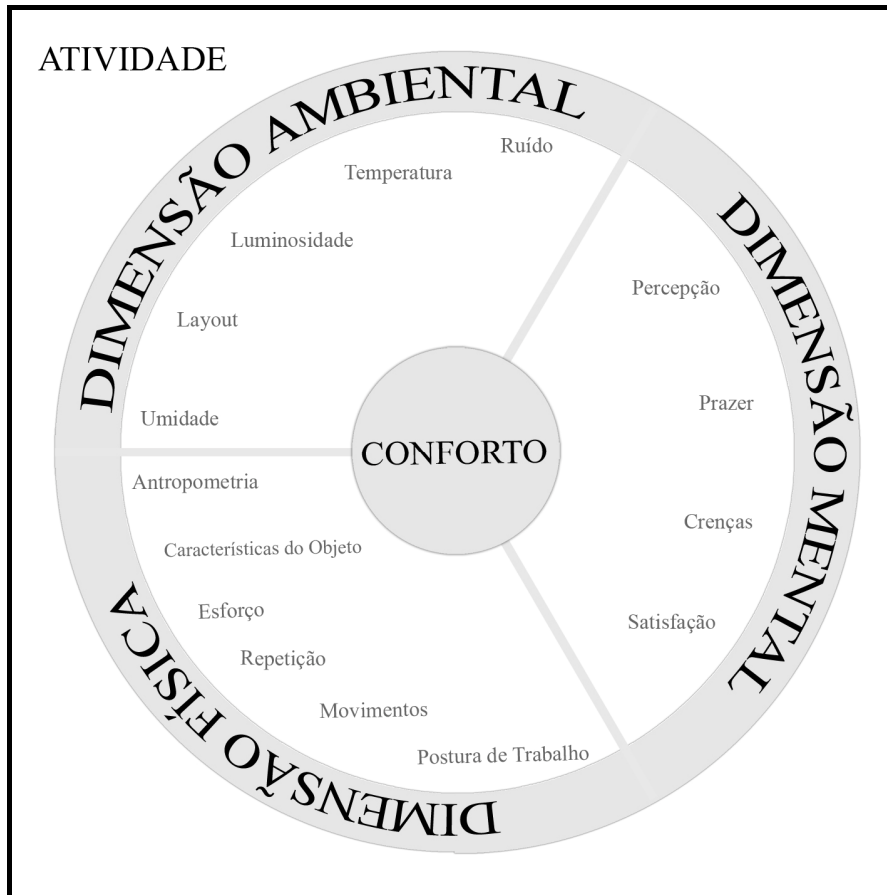 ATIVIDADE
DIMENSÃO AMBIENTAL
Ruído
Temperatura
Luminosidade
Layout
Umidade
DIMENSÃO MENTAL
Percepção
Prazer
Crenças
Satisfação
CONFORTO
DIMENSÃO FÍSICA
Antropometria
Características do Objeto
Esforço
Repetição
Movimentos
Postura de Trabalho